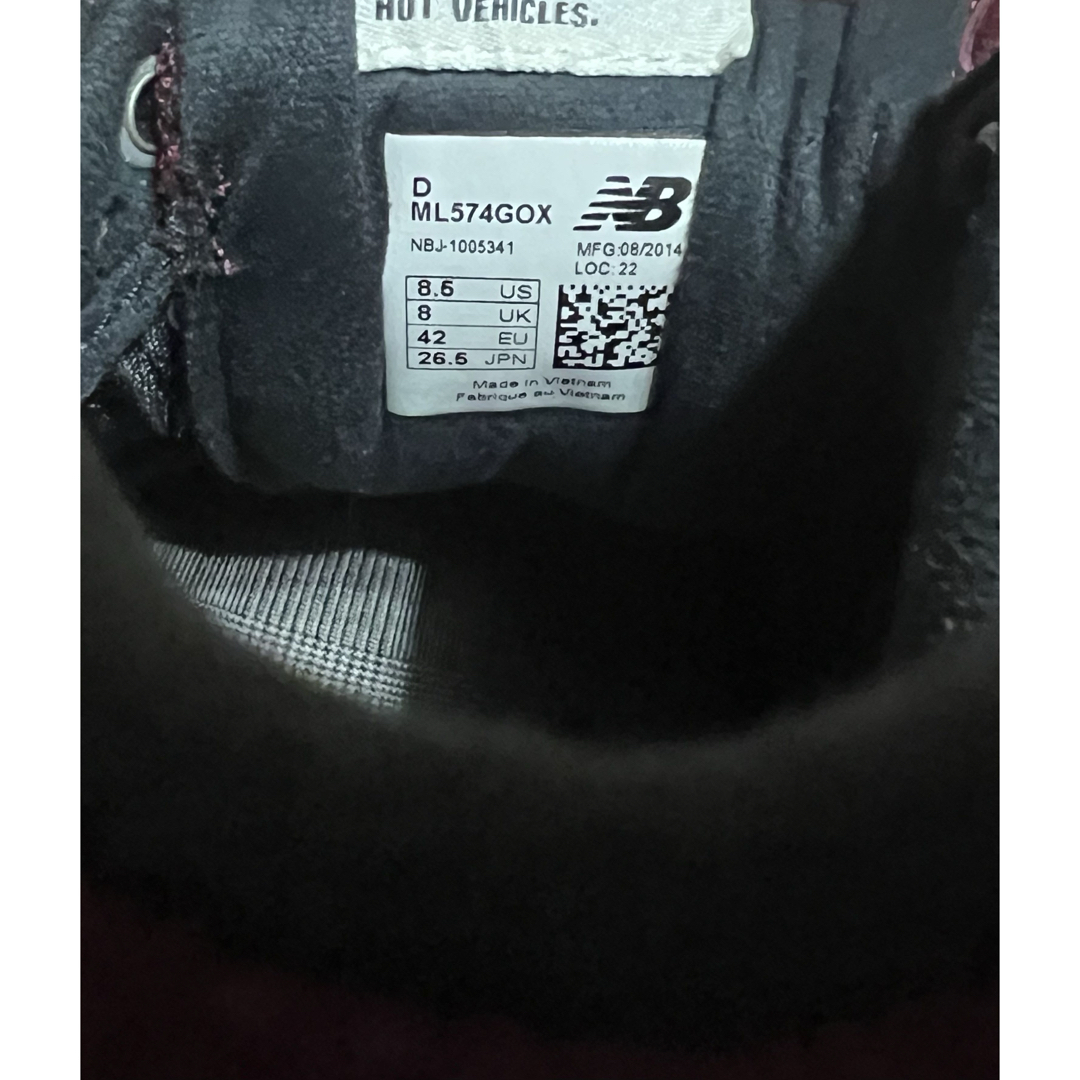 HOT VEHICLES.
D
ML574GOX
NB
NBJ-1005341
MFG:08/2014
LOC: 22
8.5 US
8 UK
42 EU
26.5 JPN
Made in Vietnam
Fabrique au Vietnam